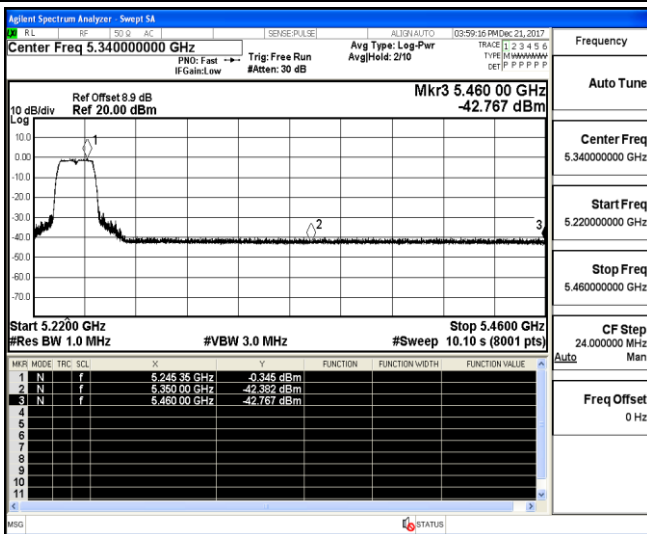 Agilent Spectrum Analyzer - Swept SA
RL RF 50 Ω AC SENSE:PULSE ALIGN AUTO 03:59:16 PM Dec 21, 2017
Center Freq 5.340000000 GHz
PNO: Fast Trig: Free Run
IFGain:Low #Atten: 30 dB
Avg Type: Log-Pwr
Avg|Hold: 2/10
TRACE 1 2 3 4 5 6
TYPE M
DET P P P P P P
Frequency
Mkr3 5.460 00 GHz
-42.767 dBm
Ref Offset 8.9 dB
10 dB/div Ref 20.00 dBm
Log
10.0
0.00
-10.0
-20.0
-30.0
-40.0
-50.0
-60.0
-70.0
1
2
3
Start 5.2200 GHz Stop 5.4600 GHz
#Res BW 1.0 MHz #VBW 3.0 MHz #Sweep 10.10 s (8001 pts)
MKR MODE TRC SCL X Y FUNCTION FUNCTION WIDTH FUNCTION VALUE
1 N f 5.245 35 GHz -0.345 dBm
2 N f 5.350 00 GHz -42.382 dBm
3 N f 5.460 00 GHz -42.767 dBm
4
5
6
7
8
9
10
11
MSG STATUS
Auto Tune
Center Freq
5.340000000 GHz
Start Freq
5.220000000 GHz
Stop Freq
5.460000000 GHz
CF Step
24.000000 MHz
Auto Man
Freq Offset
0 Hz